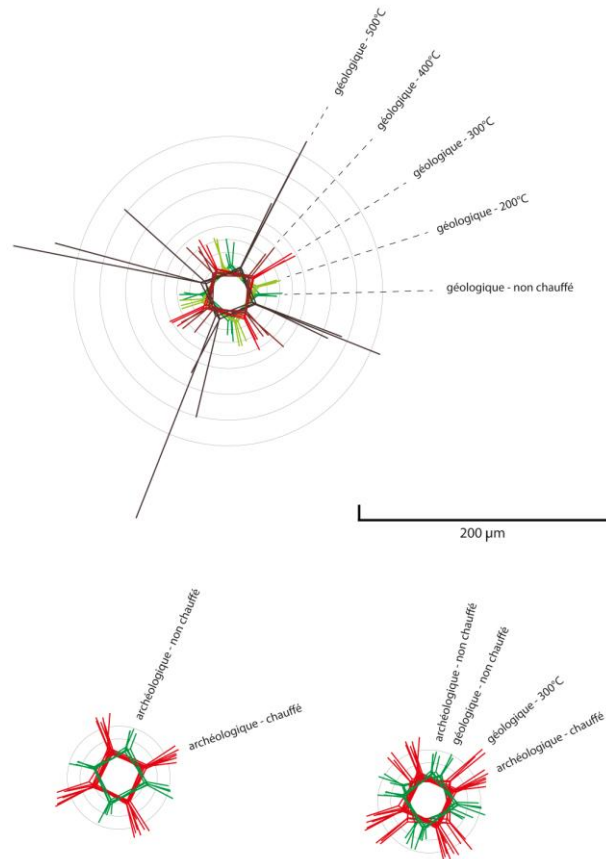 géologique - 500°C
géologique - 400°C
géologique - 300°C
géologique - 200°C
géologique - non chauffé
200 µm
archéologique - non chauffé
archéologique - chauffé
archéologique - non chauffé
géologique - non chauffé
géologique - 300°C
archéologique - chauffé